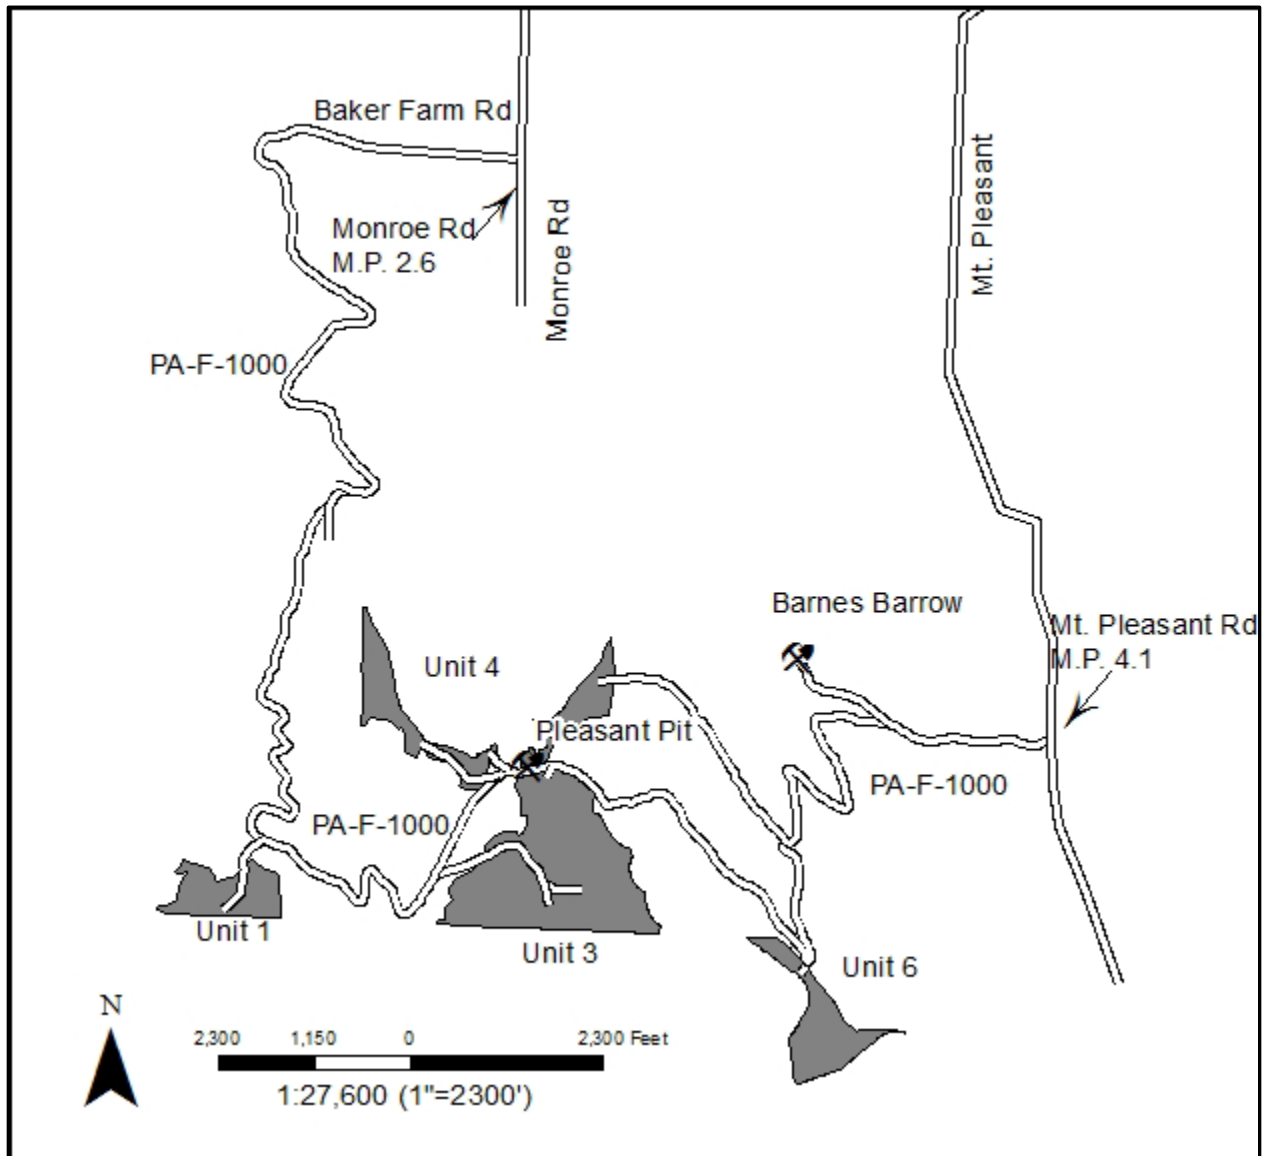 Baker Farm Rd
Monroe Rd
M.P. 2.6
Monroe Rd
Mt. Pleasant
PA-F-1000
Barnes Barrow
Mt. Pleasant Rd
M.P. 4.1
Unit 4
Pleasant Pit
PA-F-1000
PA-F-1000
Unit 1
Unit 3
Unit 6
N
2,300 1,150 0 2,300 Feet
1:27,600 (1"=2300')